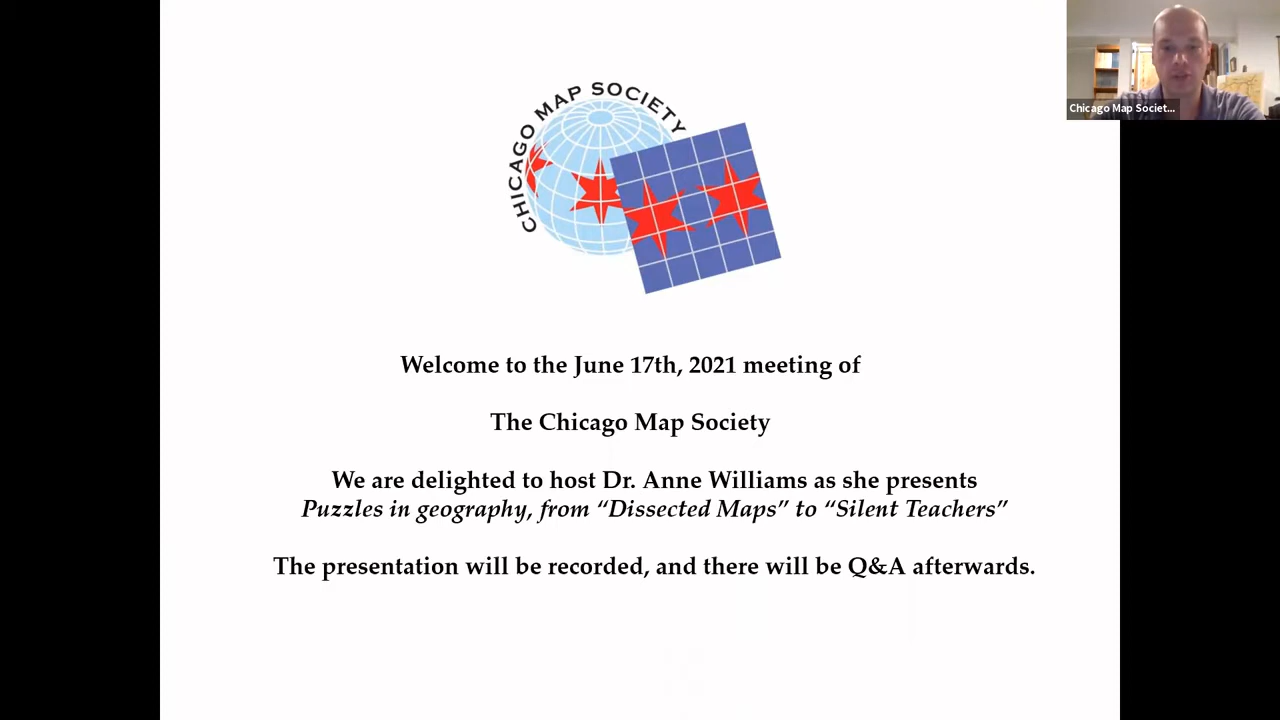 CHICAGO MAP SOCIETY
Chicago Map Societ...
Welcome to the June 17th, 2021 meeting of
The Chicago Map Society
We are delighted to host Dr. Anne Williams as she presents
Puzzles in geography, from “Dissected Maps” to “Silent Teachers”
The presentation will be recorded, and there will be Q&A afterwards.